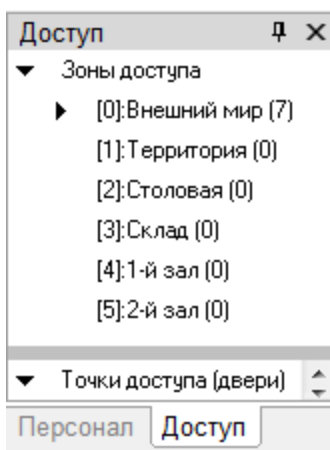 Доступ
Зоны доступа
[0]:Внешний мир (7)
[1]:Территория (0)
[2]:Столовая (0)
[3]:Склад (0)
[4]:1-й зал (0)
[5]:2-й зал (0)
Точки доступа (двери)
Персонал Доступ